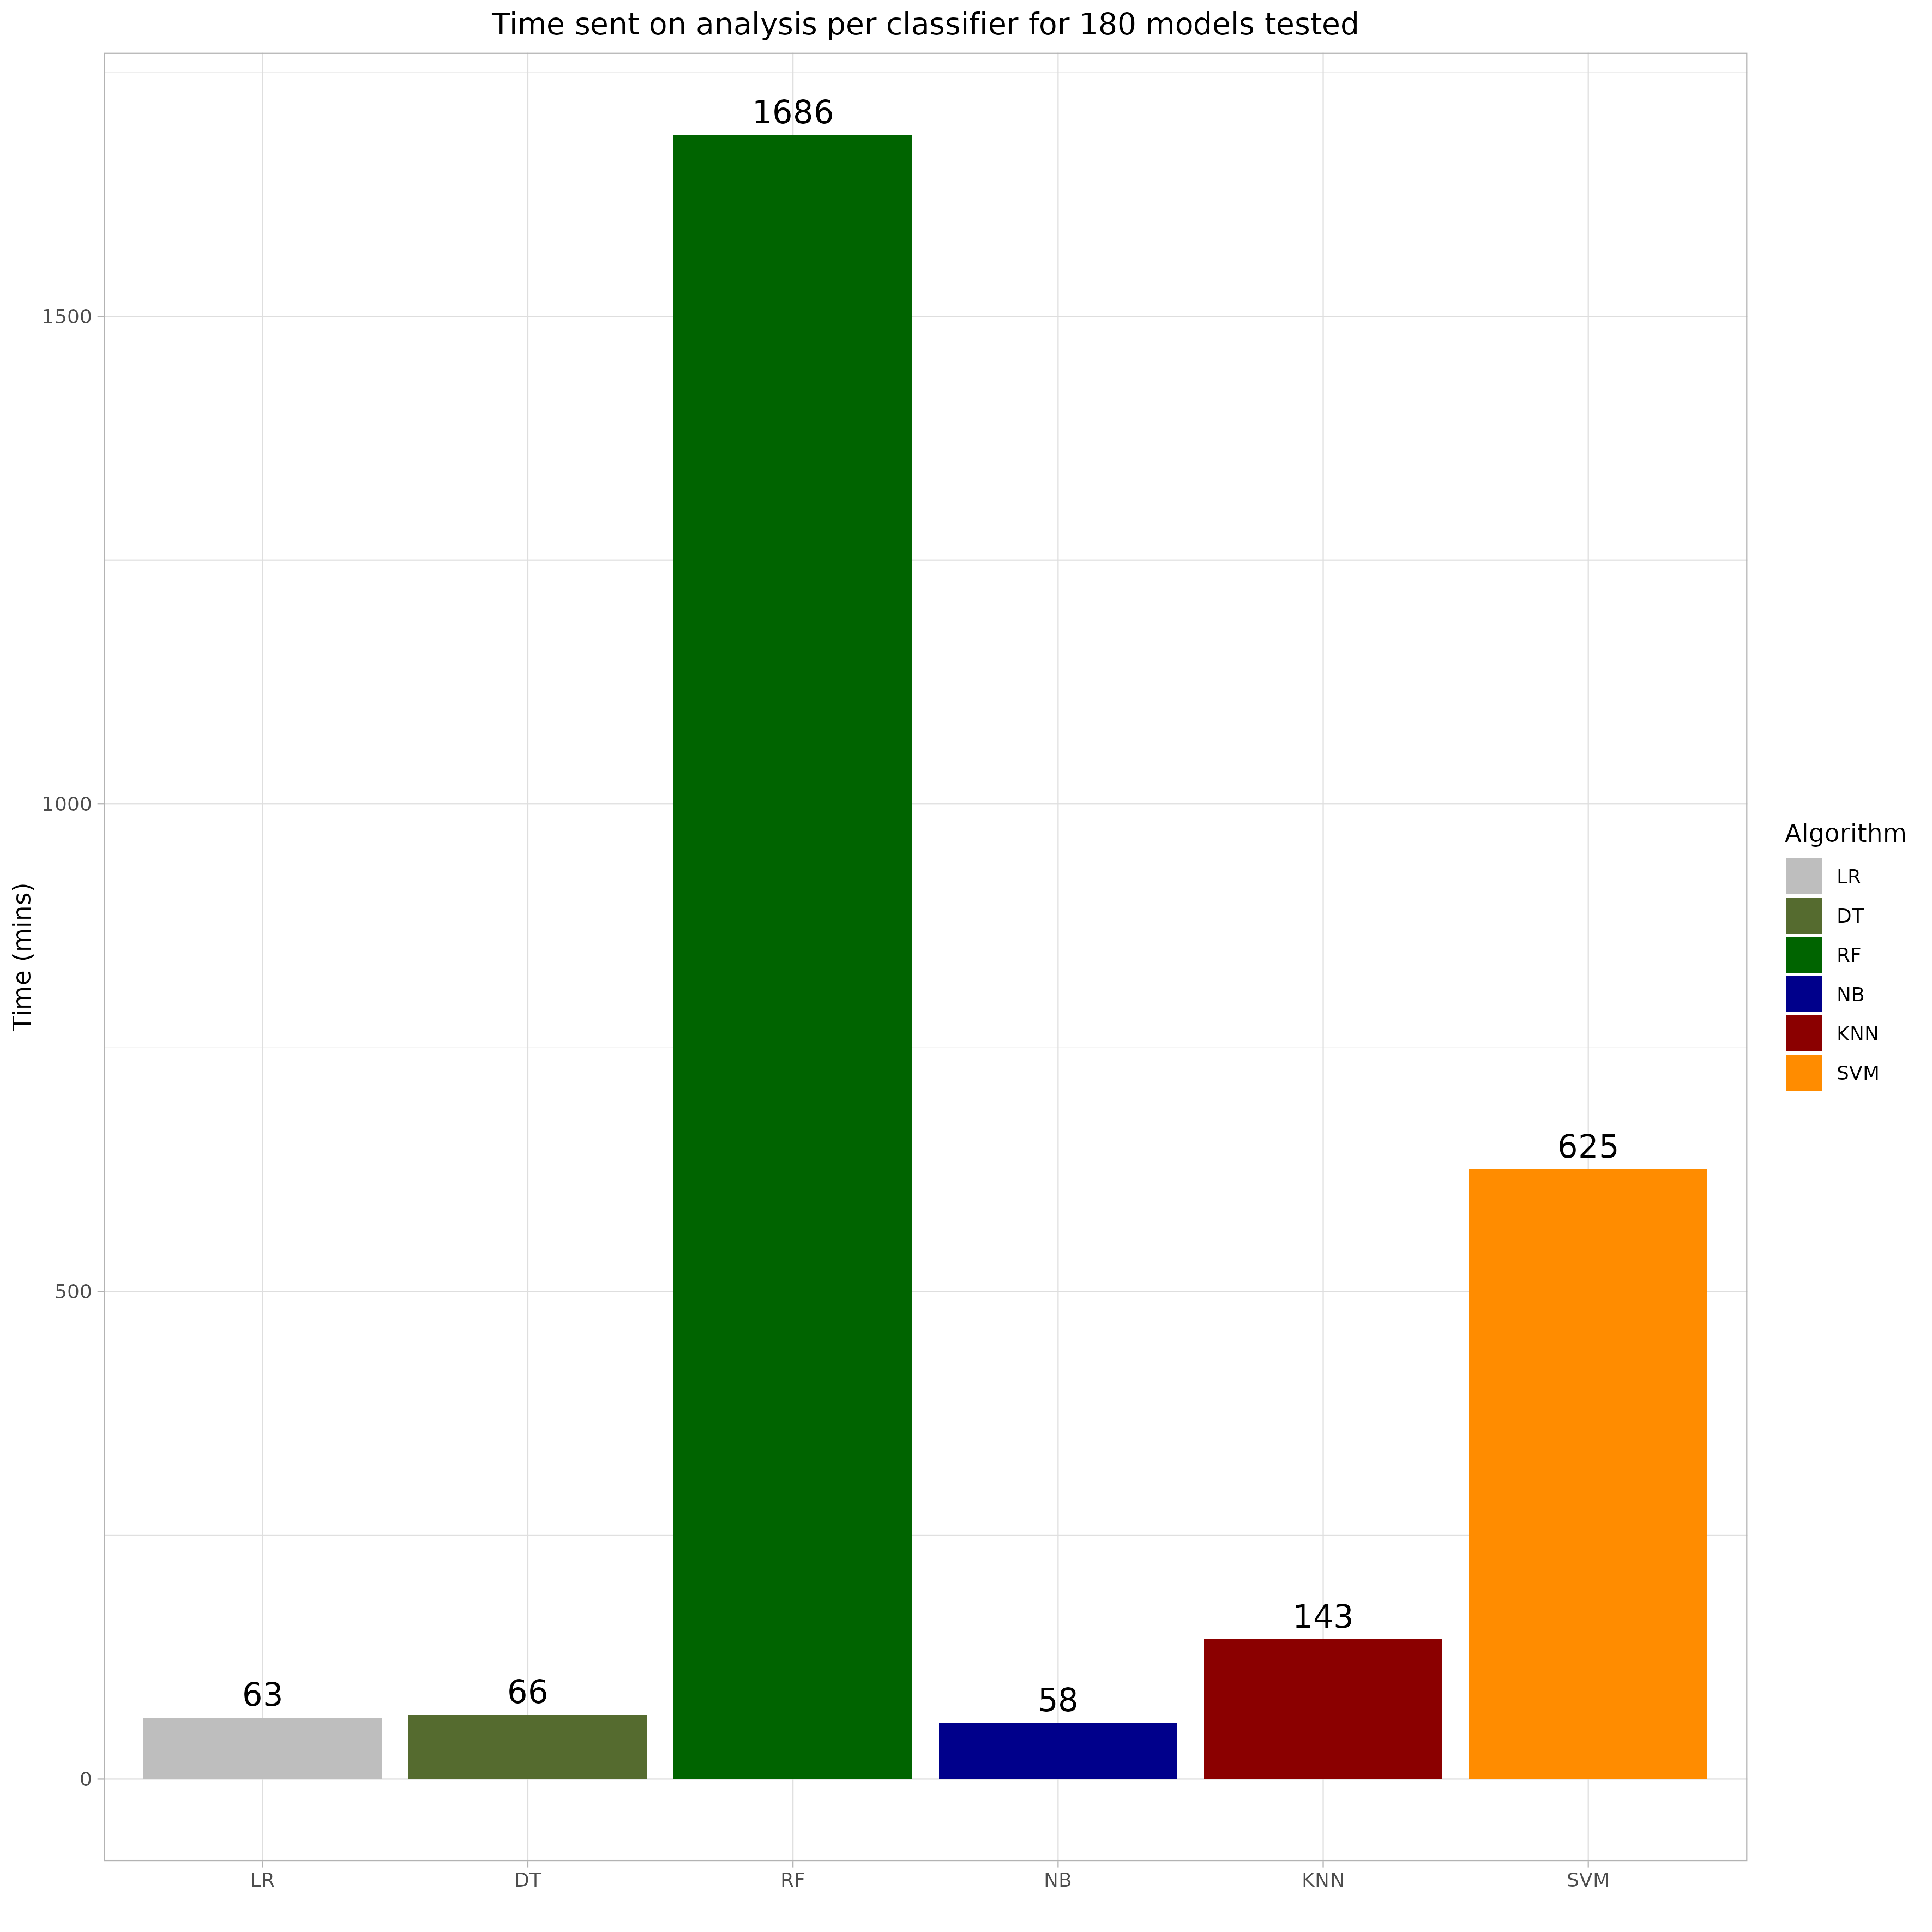 Time sent on analysis per classifier for 180 models tested
Time (mins)
1500
1000
500
0
63
66
1686
58
143
625
LR
DT
RF
NB
KNN
SVM
Algorithm
LR
DT
RF
NB
KNN
SVM